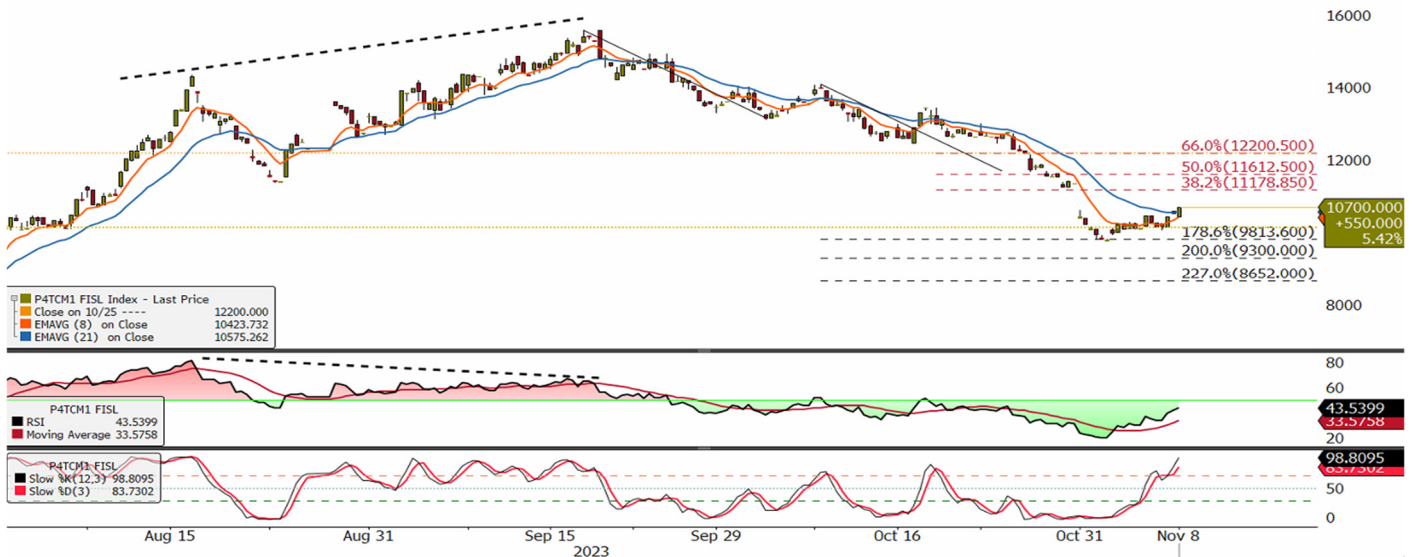 16000
14000
12000
8000
66.0%(12200.500)
50.0%(11612.500)
38.2%(11178.850)
10700.000
+550.000
5.42%
178.6%(9813.600)
200.0%(9300.000)
227.0%(8652.000)
P4TCM1 FISL Index - Last Price
Close on 10/25 ---- 12200.000
EMAVG (8) on Close 10423.732
EMAVG (21) on Close 10575.262
80
60
43.5399
33.5758
20
P4TCM1 FISL
RSI 43.5399
Moving Average 33.5758
P4TCM1 FISL
Slow %K(12,3) 98.8095
Slow %D(3) 83.7302
98.8095
83.7302
50
0
Aug 15 Aug 31 Sep 15 Sep 29 Oct 16 Oct 31 Nov 8
2023